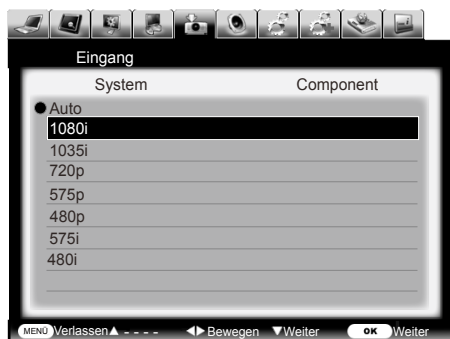 Eingang
System Component
Auto
1080i
1035i
720p
575p
480p
575i
480i
MENÜ Verlassen ▲ - - - - ◀▶ Bewegen ▼ Weiter OK Weiter